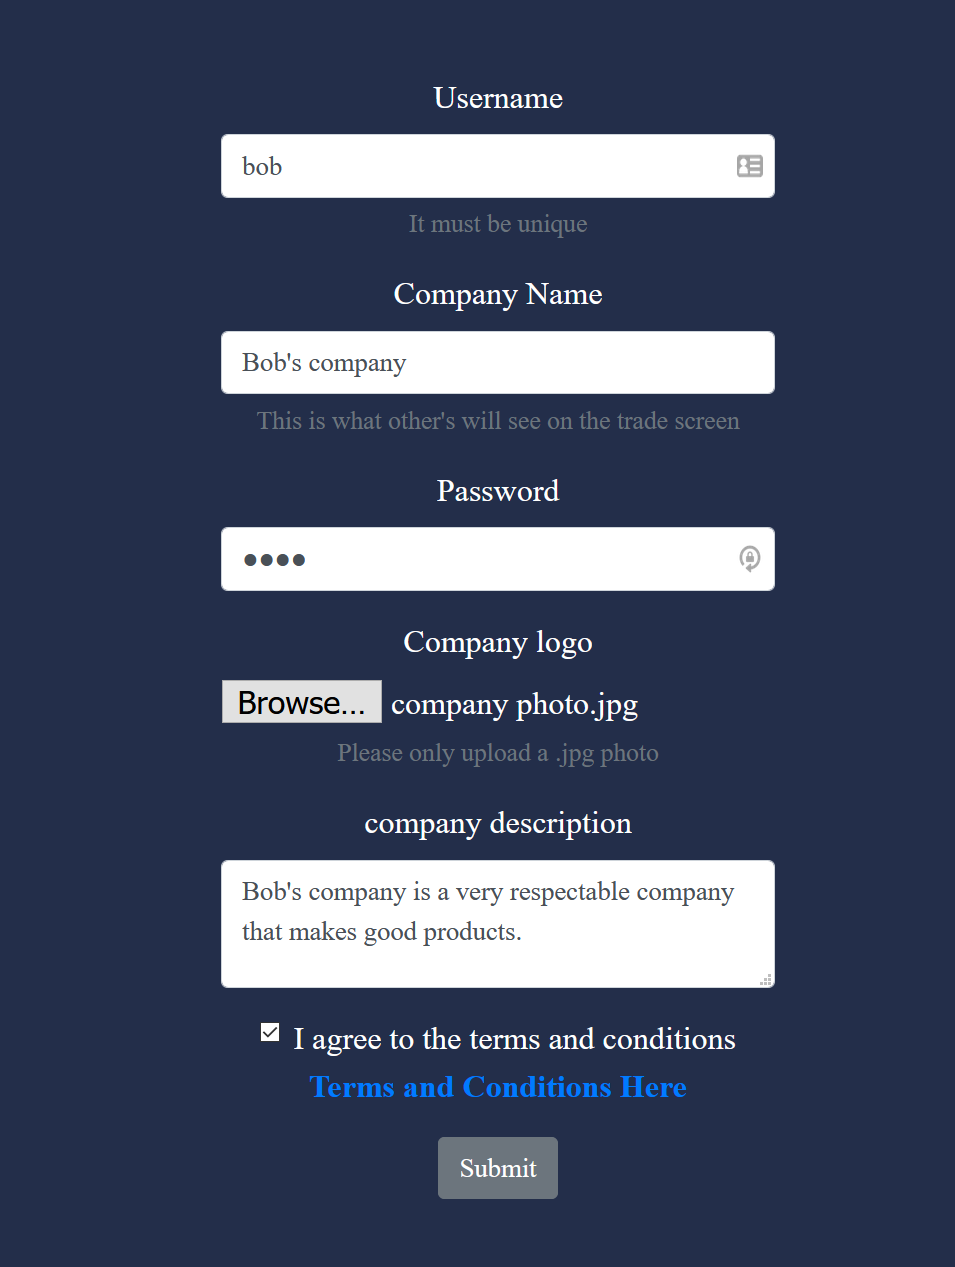 Username
bob
It must be unique
Company Name
Bob's company
This is what other's will see on the trade screen
Password
●●●●
Company logo
Browse... company photo.jpg
Please only upload a .jpg photo
company description
Bob's company is a very respectable company
that makes good products.
I agree to the terms and conditions
Terms and Conditions Here
Submit